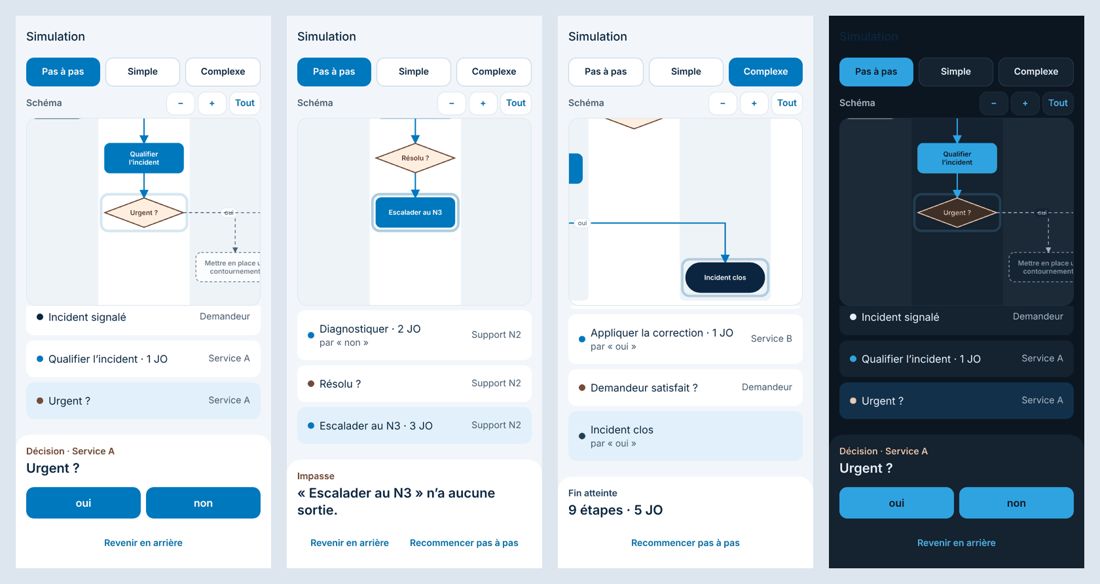 Simulation
Pas à pas
Simple
Complexe
Schéma
−
+
Tout
Qualifier
l'incident
Urgent ?
oui
Mettre en place u
contournement
Incident signalé
Demandeur
Qualifier l'incident · 1 JO
Service A
Urgent ?
Service A
Décision · Service A
Urgent ?
oui
non
Revenir en arrière
Simulation
Pas à pas
Simple
Complexe
Schéma
−
+
Tout
Résolu ?
Escalader au N3
Diagnostiquer · 2 JO
par « non »
Support N2
Résolu ?
Support N2
Escalader au N3 · 3 JO
Support N2
Impasse
« Escalader au N3 » n'a aucune
sortie.
Revenir en arrière
Recommencer pas à pas
Simulation
Pas à pas
Simple
Complexe
Schéma
−
+
Tout
oui
Incident clos
Appliquer la correction · 1 JO
par « oui »
Service B
Demandeur satisfait ?
Demandeur
Incident clos
par « oui »
Fin atteinte
9 étapes · 5 JO
Recommencer pas à pas
Simulation
Pas à pas
Simple
Complexe
Schéma
−
+
Tout
Qualifier
l'incident
Urgent ?
oui
Mettre en place u
contournement
Incident signalé
Demandeur
Qualifier l'incident · 1 JO
Service A
Urgent ?
Service A
Décision · Service A
Urgent ?
oui
non
Revenir en arrière